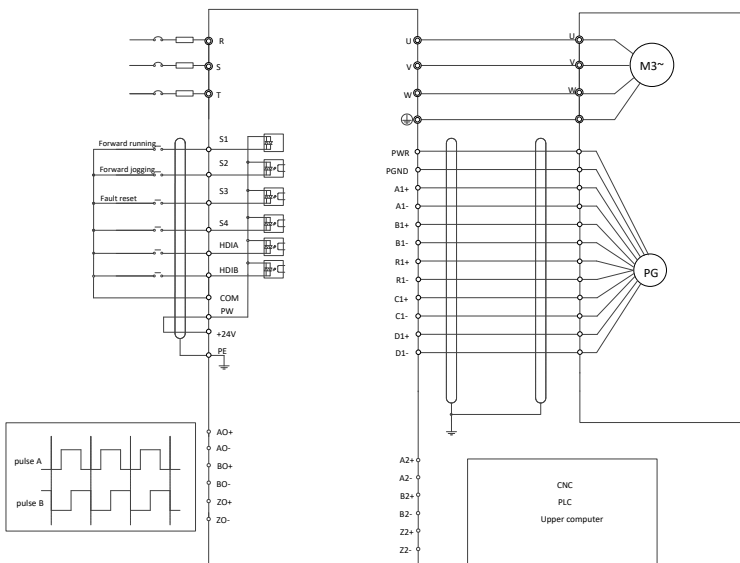 R
S
T
Forward running
Forward jogging
Fault reset
S1
S2
S3
S4
HDIA
HDIB
COM
PW
+24V
PE
U
V
W
U
V
W
M3~
PWR
PGND
A1+
A1-
B1+
B1-
R1+
R1-
C1+
C1-
D1+
D1-
PG
pulse A
pulse B
AO+
AO-
BO+
BO-
ZO+
ZO-
A2+
A2-
B2+
B2-
Z2+
Z2-
CNC
PLC
Upper computer